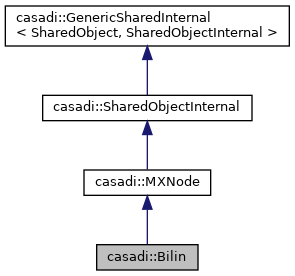 casadi::GenericSharedInternal
< SharedObject, SharedObjectInternal >
casadi::SharedObjectInternal
casadi::MXNode
casadi::Bilin